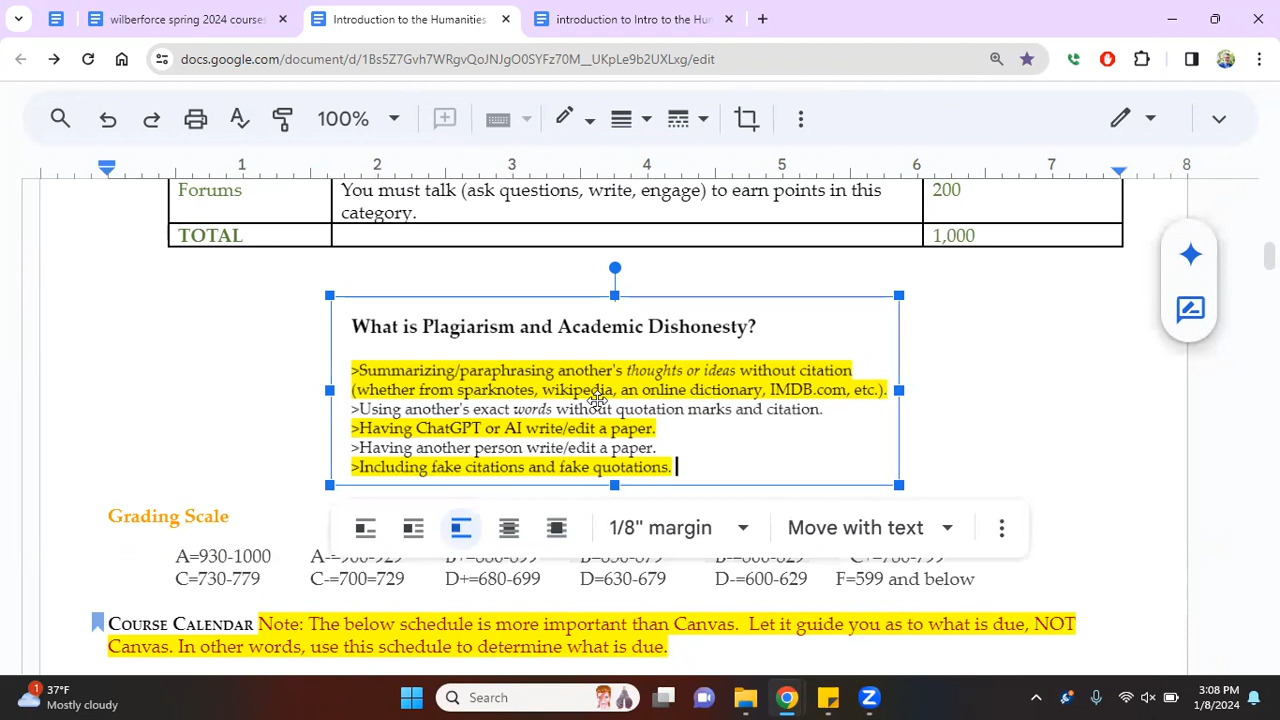 wilberforce spring 2024 courses
Introduction to the Humanities
introduction to Intro to the Hum
docs.google.com/document/d/1Bs5Z7Gvh7WRgvQoJNJgO0SYFz70M__UKpLe9b2UXLxg/edit
100%
1 2 3 4 5 6 7 8
Forums You must talk (ask questions, write, engage) to earn points in this 200
category.
TOTAL 1,000
What is Plagiarism and Academic Dishonesty?
>Summarizing/paraphrasing another's thoughts or ideas without citation
(whether from sparknotes, wikipedia, an online dictionary, IMDB.com, etc.).
>Using another's exact words without quotation marks and citation.
>Having ChatGPT or AI write/edit a paper.
>Having another person write/edit a paper.
>Including fake citations and fake quotations.
1/8" margin Move with text
Grading Scale
A=930-1000
C=730-779 C-=700=729 D+=680-699 D=630-679 D-=600-629 F=599 and below
COURSE CALENDAR Note: The below schedule is more important than Canvas. Let it guide you as to what is due, NOT
Canvas. In other words, use this schedule to determine what is due.
1
37°F
Mostly cloudy
Search
3:08 PM
1/8/2024